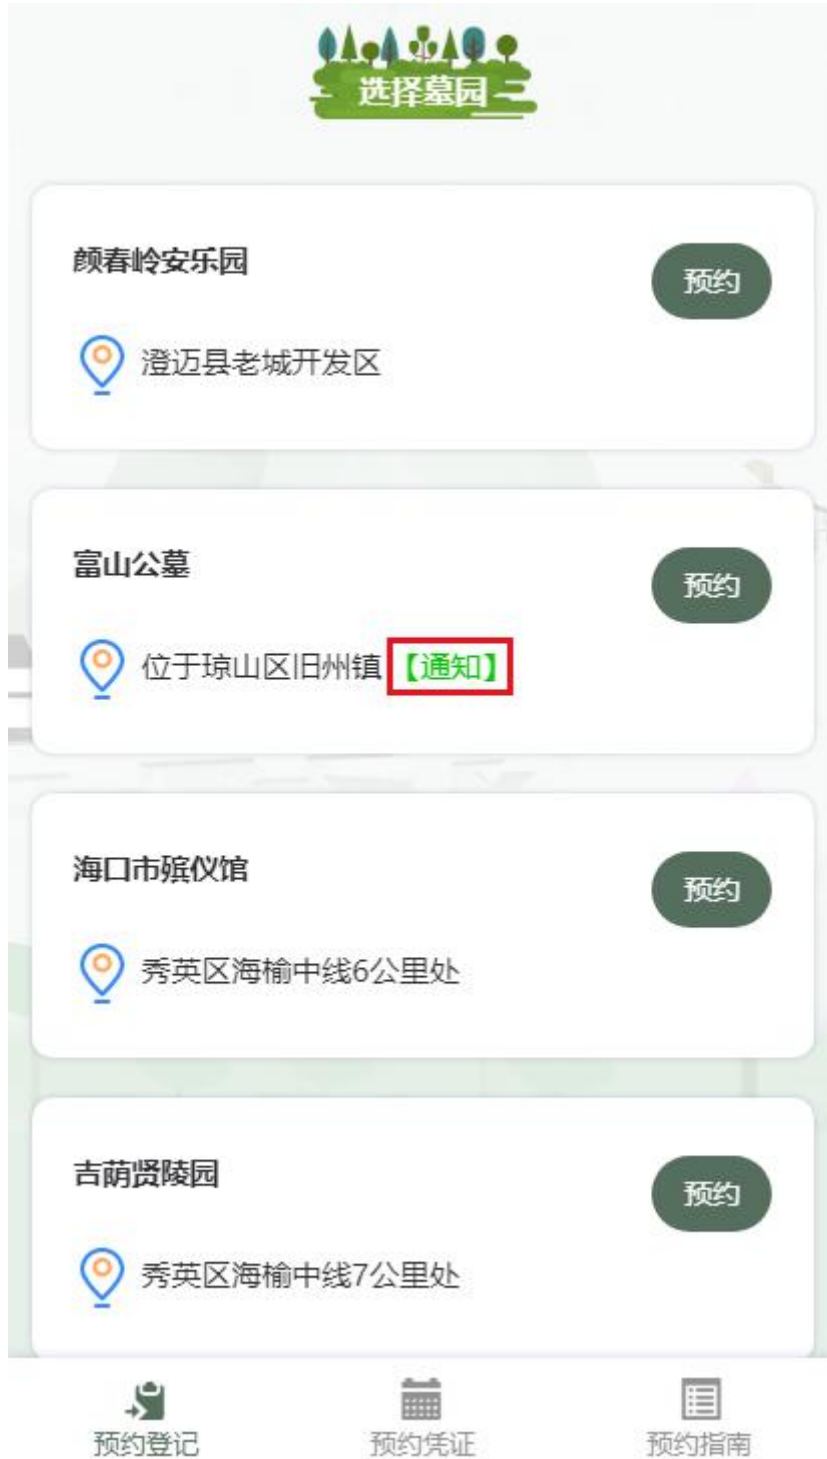 选择墓园
颜春岭安乐园
预约
澄迈县老城开发区
富山公墓
预约
位于琼山区旧州镇【通知】
海口市殡仪馆
预约
秀英区海榆中线6公里处
吉荫贤陵园
预约
秀英区海榆中线7公里处
预约登记
预约凭证
预约指南